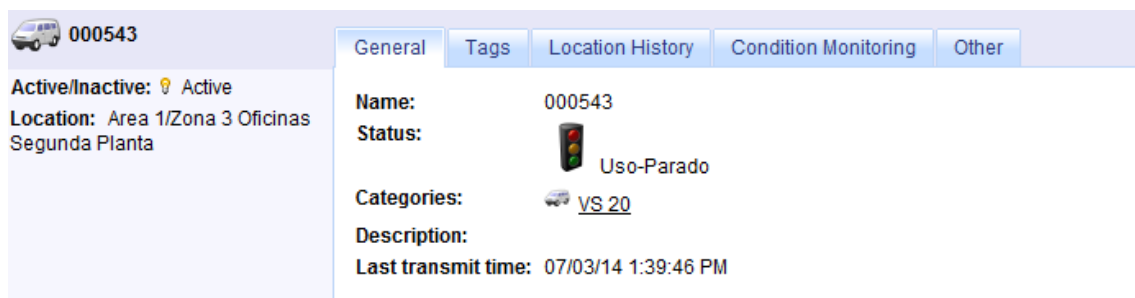 000543
Active/Inactive: Active
Location: Area 1/Zona 3 Oficinas
Segunda Planta
General Tags Location History Condition Monitoring Other
Name: 000543
Status: Uso-Parado
Categories: VS 20
Description:
Last transmit time: 07/03/14 1:39:46 PM